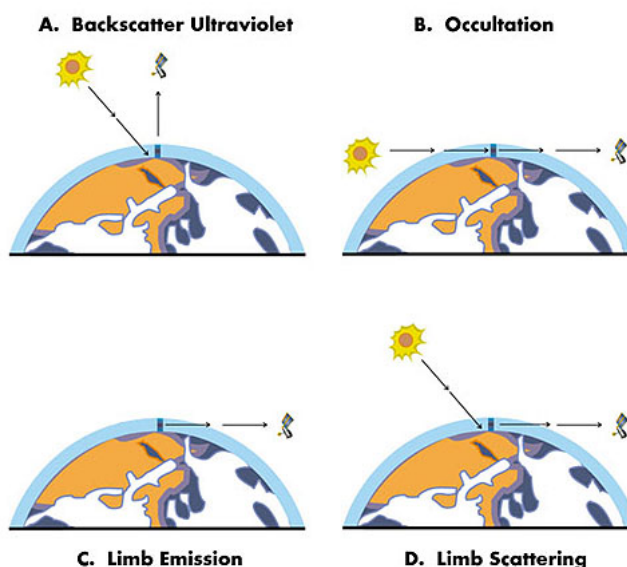 A. Backscatter Ultraviolet
B. Occultation
C. Limb Emission
D. Limb Scattering